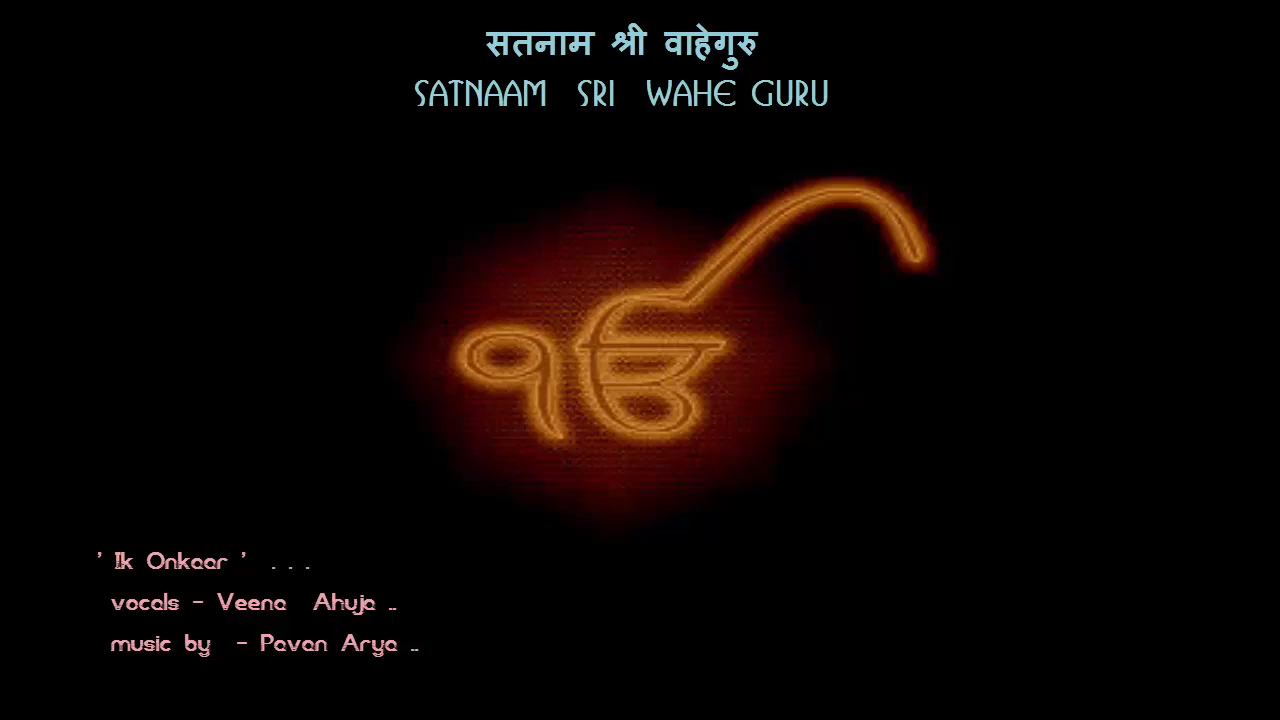 सतनाम श्री वाहेगुरु
SATNAAM SRI WAHE GURU
ੴ
' Ik Onkaar ' . . .
vocals - Veena Ahuja ..
music by - Pavan Arya ..